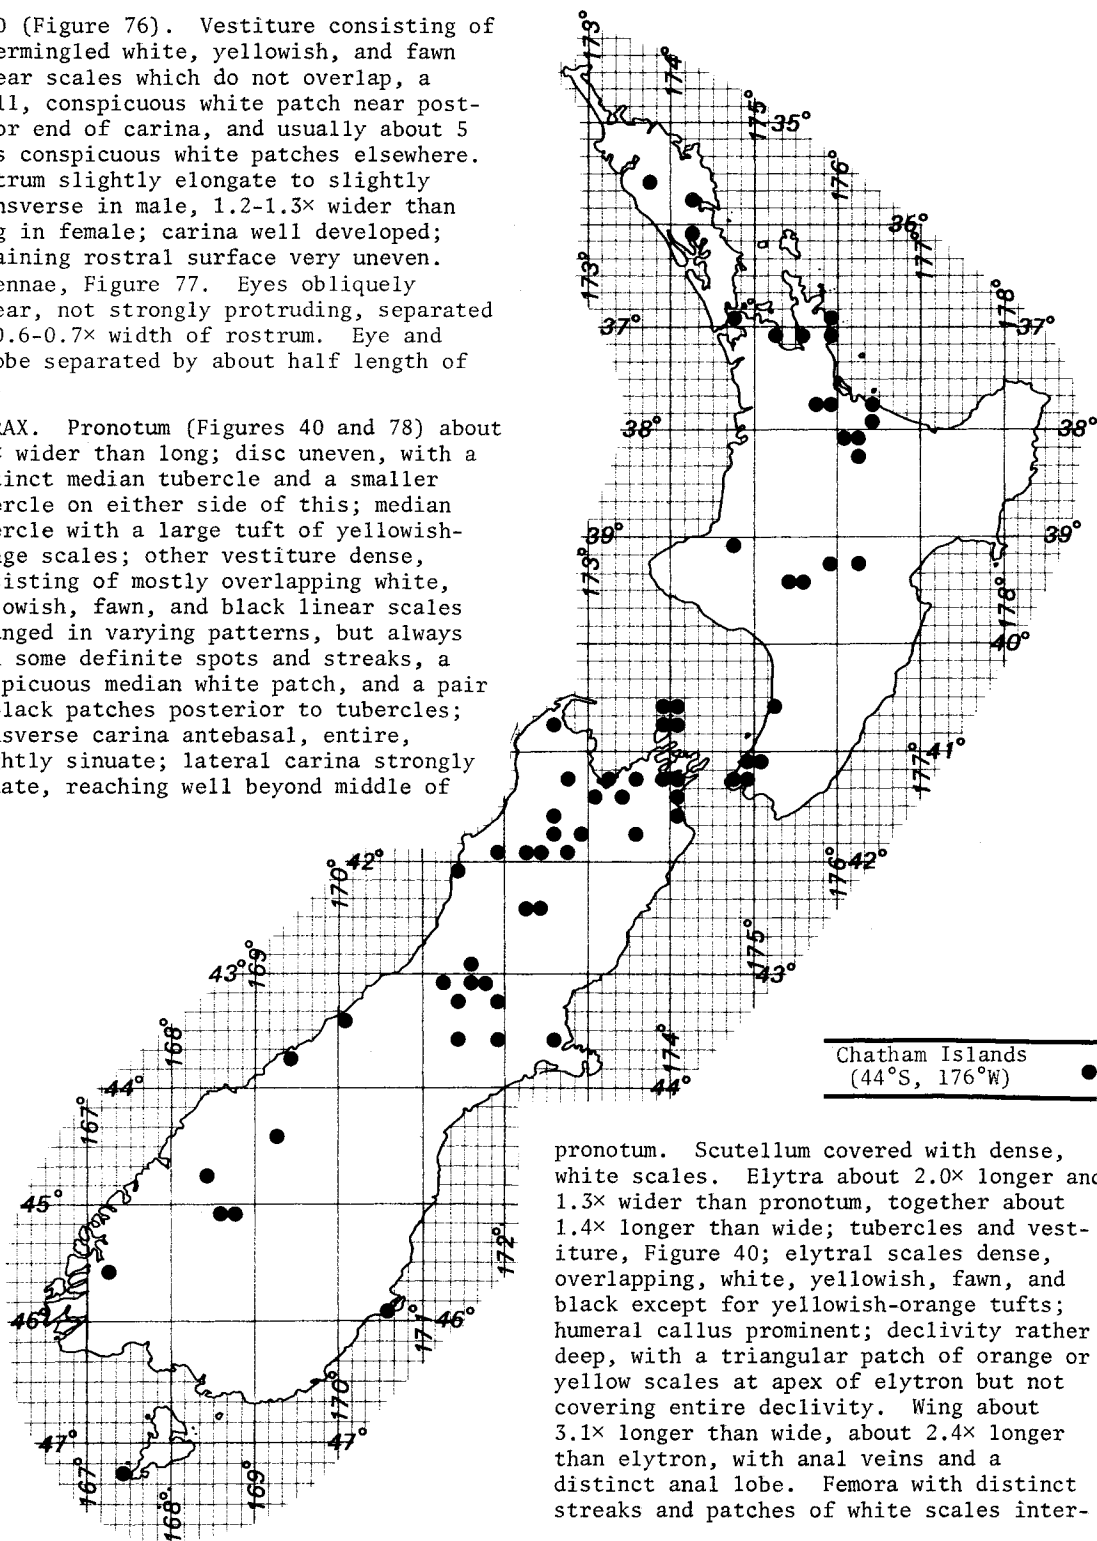 (Figure 76). Vestiture consisting of
ermingled white, yellowish, and fawn
ear scales which do not overlap, a
ll, conspicuous white patch near post-
or end of carina, and usually about 5
s conspicuous white patches elsewhere.
trum slightly elongate to slightly
nsverse in male, 1.2-1.3× wider than
g in female; carina well developed;
aining rostral surface very uneven.
ennae, Figure 77. Eyes obliquely
ear, not strongly protruding, separated
0.6-0.7× width of rostrum. Eye and
obe separated by about half length of
RAX. Pronotum (Figures 40 and 78) about
wider than long; disc uneven, with a
inct median tubercle and a smaller
ercle on either side of this; median
ercle with a large tuft of yellowish-
nge scales; other vestiture dense,
sisting of mostly overlapping white,
lowish, fawn, and black linear scales
anged in varying patterns, but always
some definite spots and streaks, a
spicuous median white patch, and a pair
lack patches posterior to tubercles;
nsverse carina antebasal, entire,
ghtly sinuate; lateral carina strongly
uate, reaching well beyond middle of
173°
174°
175°
35°
176°
36°
177°
173°
178°
37°
37°
38°
38°
39°
39°
173°
178°
40°
41°
177°
42°
170°
176°
42°
175°
43°
169°
43°
168°
174°
44°
44°
167°
Chatham Islands
(44°S, 176°W)
45°
172°
46°
171°
46°
170°
47°
47°
167°
169°
168°
pronotum. Scutellum covered with dense,
white scales. Elytra about 2.0× longer and
1.3× wider than pronotum, together about
1.4× longer than wide; tubercles and vest-
iture, Figure 40; elytral scales dense,
overlapping, white, yellowish, fawn, and
black except for yellowish-orange tufts;
humeral callus prominent; declivity rather
deep, with a triangular patch of orange or
yellow scales at apex of elytron but not
covering entire declivity. Wing about
3.1× longer than wide, about 2.4× longer
than elytron, with anal veins and a
distinct anal lobe. Femora with distinct
streaks and patches of white scales inter-